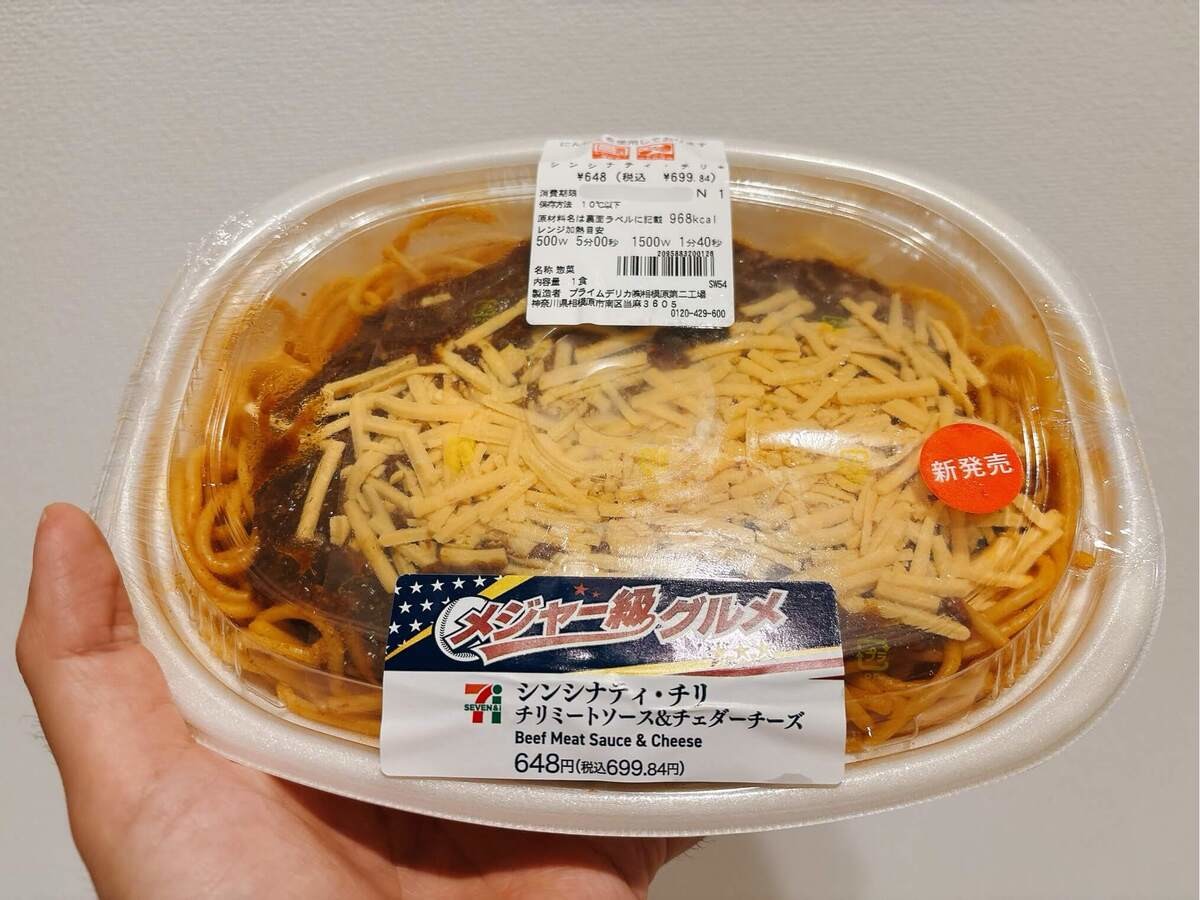 シンシナティ・チリ
¥648 (税込 ¥699.84)
消費期限 N 1
保存方法 10℃以下
原材料名は裏面ラベルに記載 968kcal
レンジ加熱目安
500W 5分00秒 1500W 1分40秒
2095883200126
名称 惣菜
内容量 1食 SW54
製造者 プライムデリカ㈱相模原第二工場
神奈川県相模原市南区当麻3605
0120-429-600
新発売
メジャー級グルメ
SEVEN&i
シンシナティ・チリ
チリミートソース&チェダーチーズ
Beef Meat Sauce & Cheese
648円(税込699.84円)